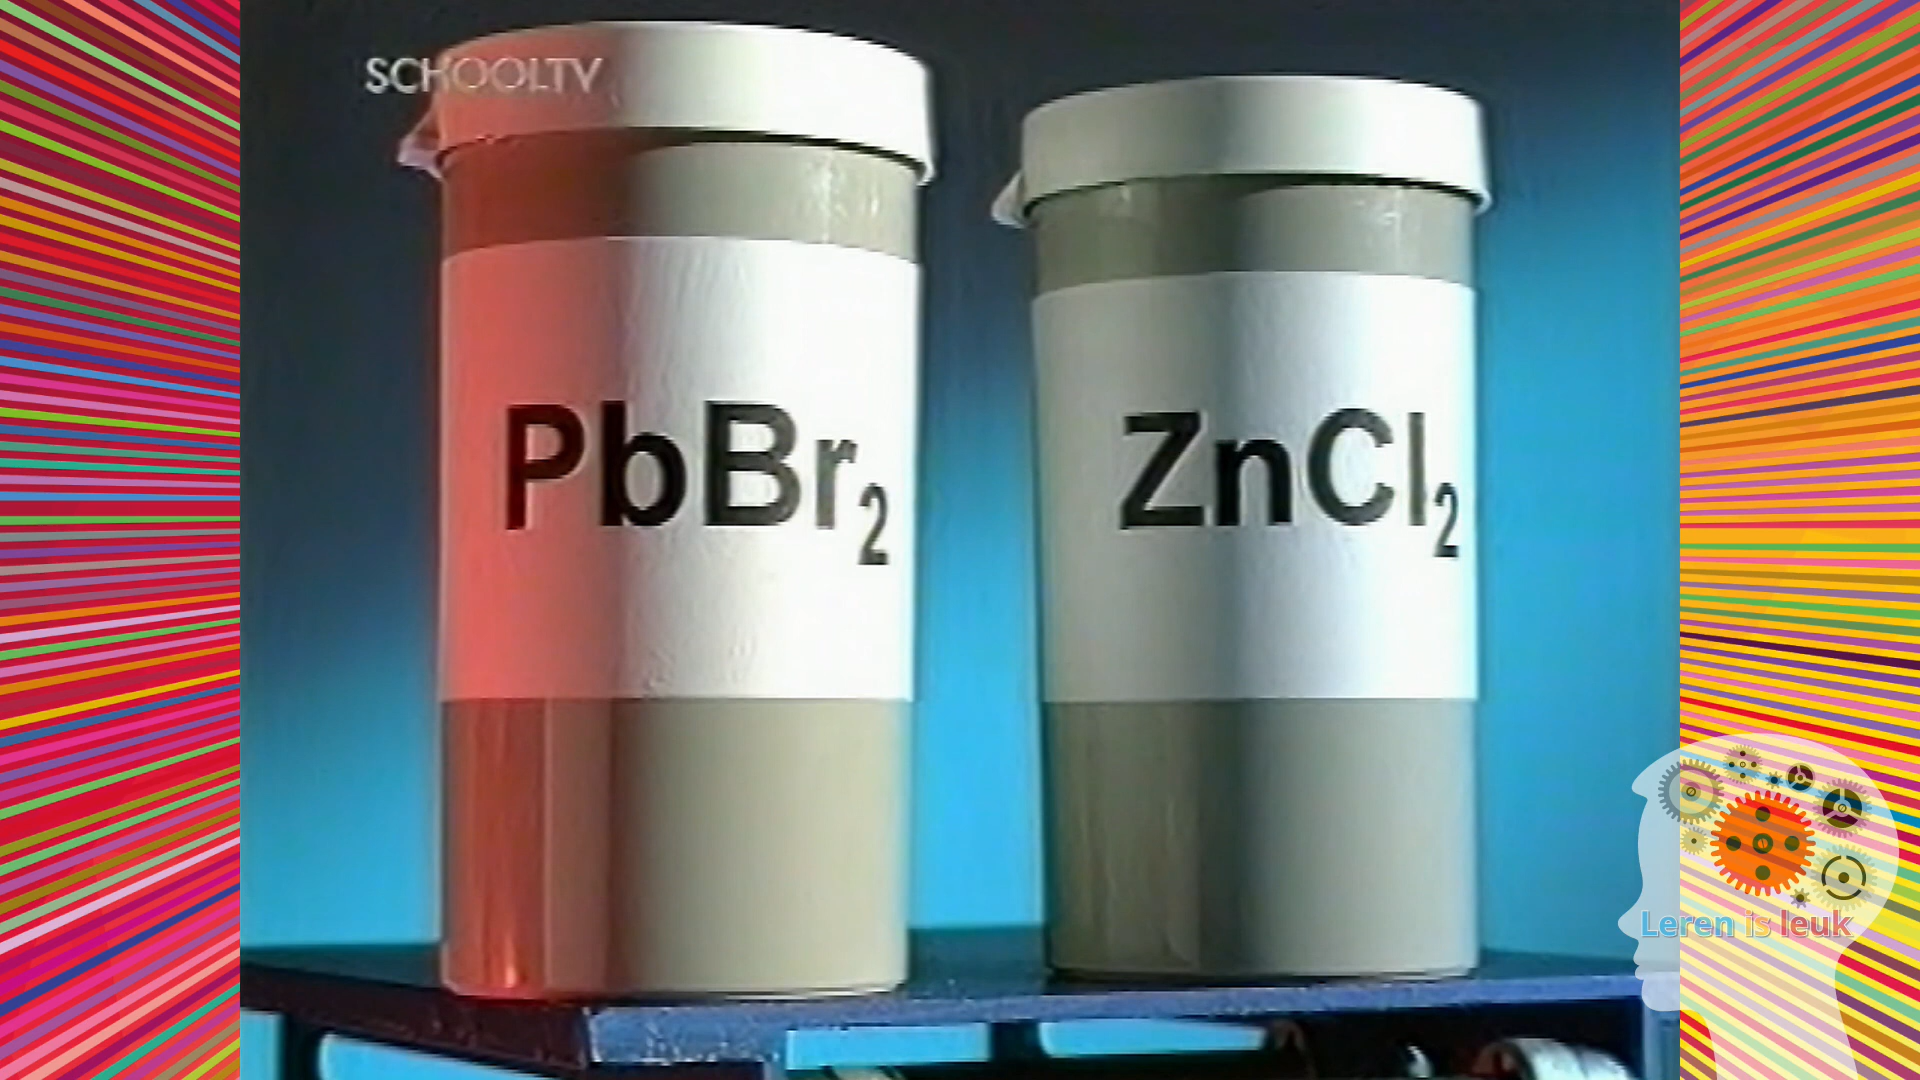 SCHOOLTV
PbBr₂
ZnCl₂
Leren is leuk